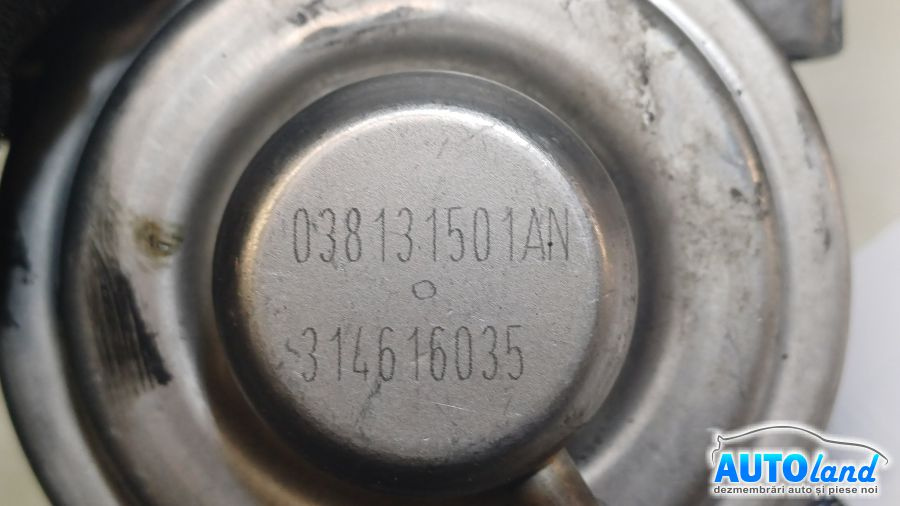 038131501AN
314616035
AUTOland
dezmembrări auto și piese noi